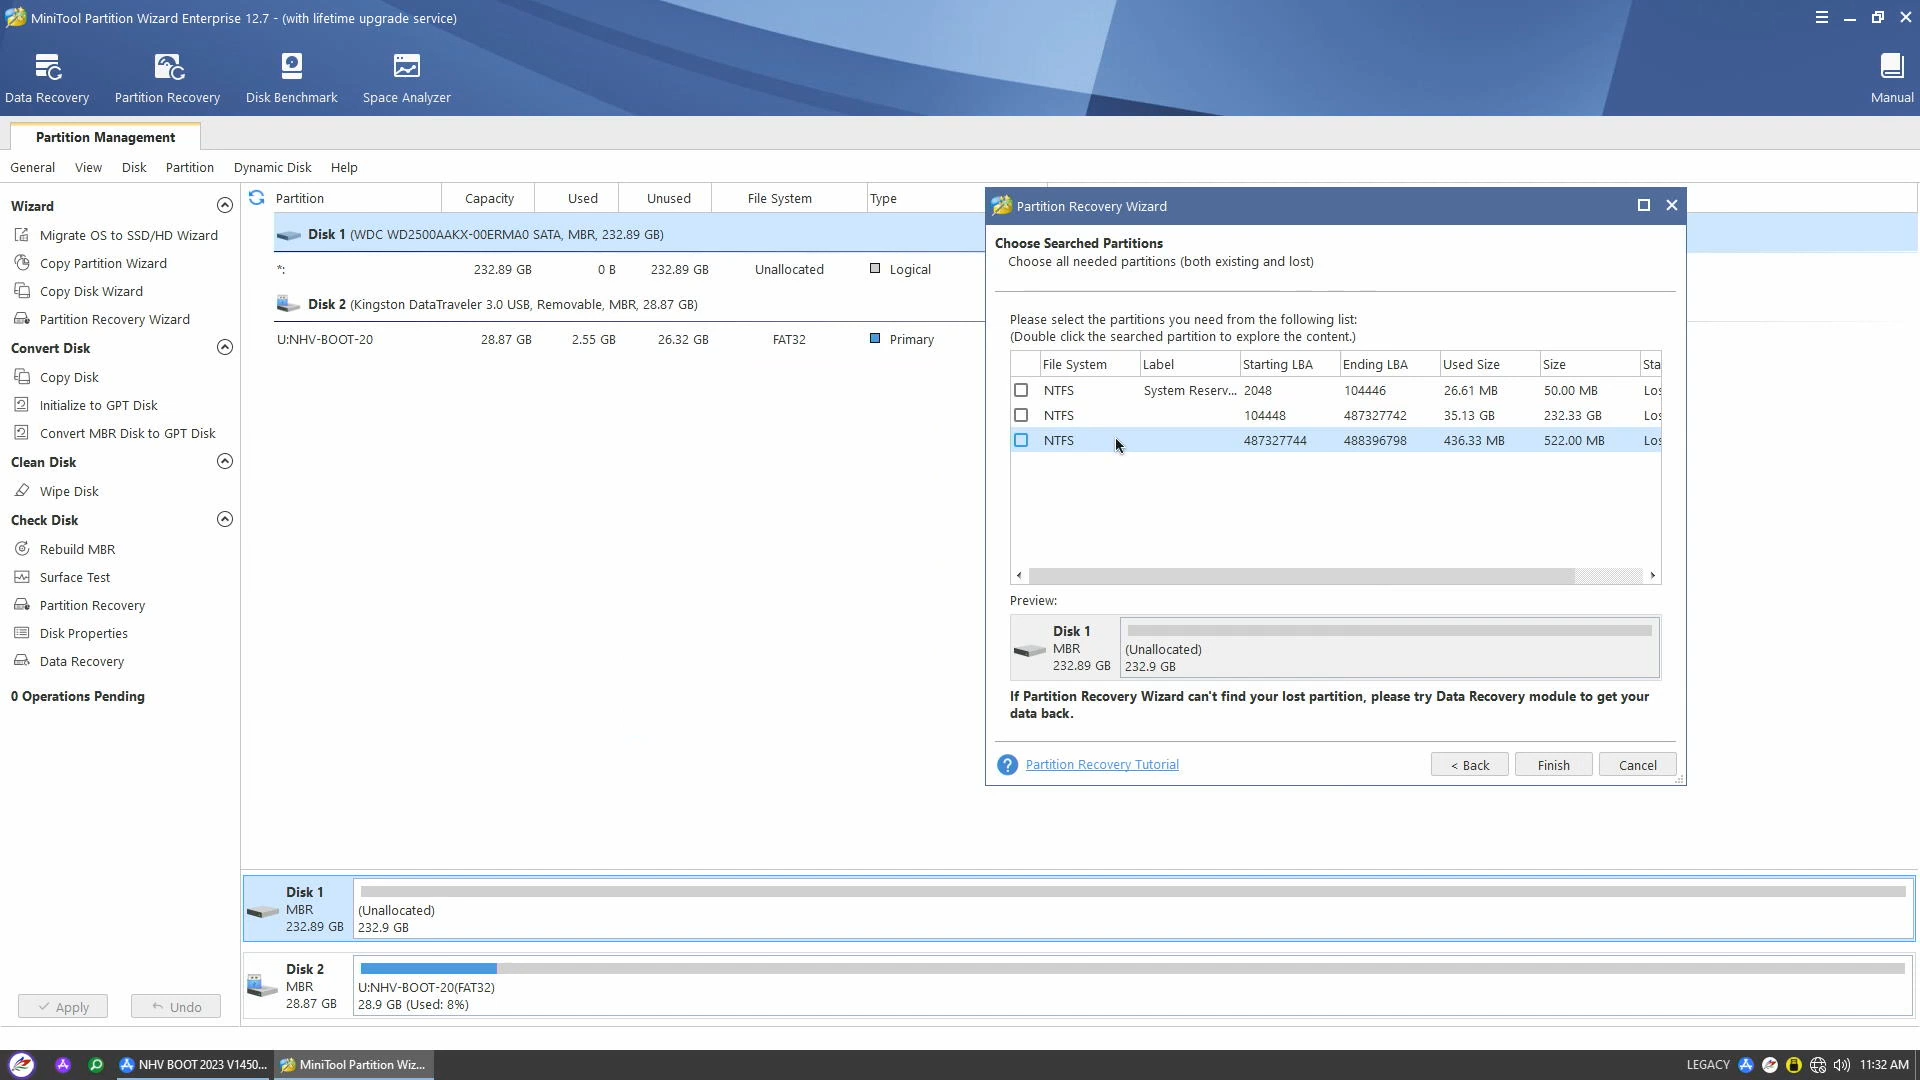 MiniTool Partition Wizard Enterprise 12.7 - (with lifetime upgrade service)
Data Recovery
Partition Recovery
Disk Benchmark
Space Analyzer
Manual
Partition Management
General View Disk Partition Dynamic Disk Help
Wizard
Migrate OS to SSD/HD Wizard
Copy Partition Wizard
Copy Disk Wizard
Partition Recovery Wizard
Convert Disk
Copy Disk
Initialize to GPT Disk
Convert MBR Disk to GPT Disk
Clean Disk
Wipe Disk
Check Disk
Rebuild MBR
Surface Test
Partition Recovery
Disk Properties
Data Recovery
0 Operations Pending
Apply Undo
Partition Capacity Used Unused File System Type
Disk 1 (WDC WD2500AAKX-00ERMA0 SATA, MBR, 232.89 GB)
*: 232.89 GB 0 B 232.89 GB Unallocated Logical
Disk 2 (Kingston DataTraveler 3.0 USB, Removable, MBR, 28.87 GB)
U:NHV-BOOT-20 28.87 GB 2.55 GB 26.32 GB FAT32 Primary
Partition Recovery Wizard
Choose Searched Partitions
Choose all needed partitions (both existing and lost)
Please select the partitions you need from the following list:
(Double click the searched partition to explore the content.)
File System Label Starting LBA Ending LBA Used Size Size Sta
NTFS System Reserv... 2048 104446 26.61 MB 50.00 MB Los
NTFS 104448 487327742 35.13 GB 232.33 GB Los
NTFS 487327744 488396798 436.33 MB 522.00 MB Los
Preview:
Disk 1
MBR
232.89 GB
(Unallocated)
232.9 GB
If Partition Recovery Wizard can't find your lost partition, please try Data Recovery module to get your
data back.
? Partition Recovery Tutorial
< Back Finish Cancel
Disk 1
MBR
232.89 GB
(Unallocated)
232.9 GB
Disk 2
MBR
28.87 GB
U:NHV-BOOT-20(FAT32)
28.9 GB (Used: 8%)
NHV BOOT 2023 V1450...
MiniTool Partition Wiz...
LEGACY
11:32 AM